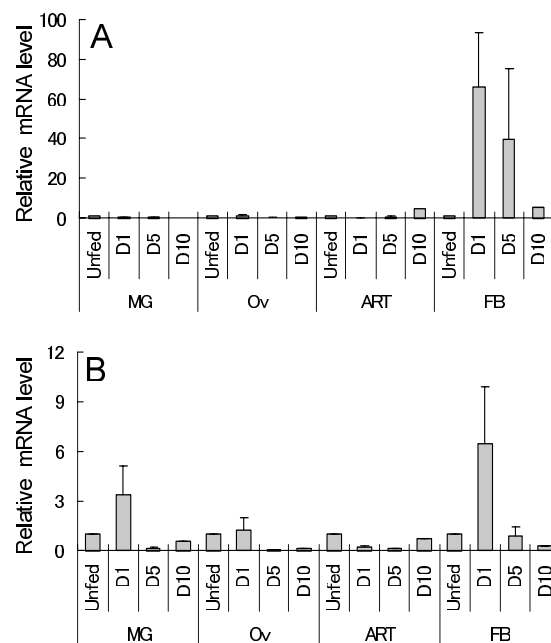 A
Relative mRNA level
100
80
60
40
20
0
Unfed D1 D5 D10 Unfed D1 D5 D10 Unfed D1 D5 D10 Unfed D1 D5 D10
MG Ov ART FB
B
Relative mRNA level
12
9
6
3
0
Unfed D1 D5 D10 Unfed D1 D5 D10 Unfed D1 D5 D10 Unfed D1 D5 D10
MG Ov ART FB